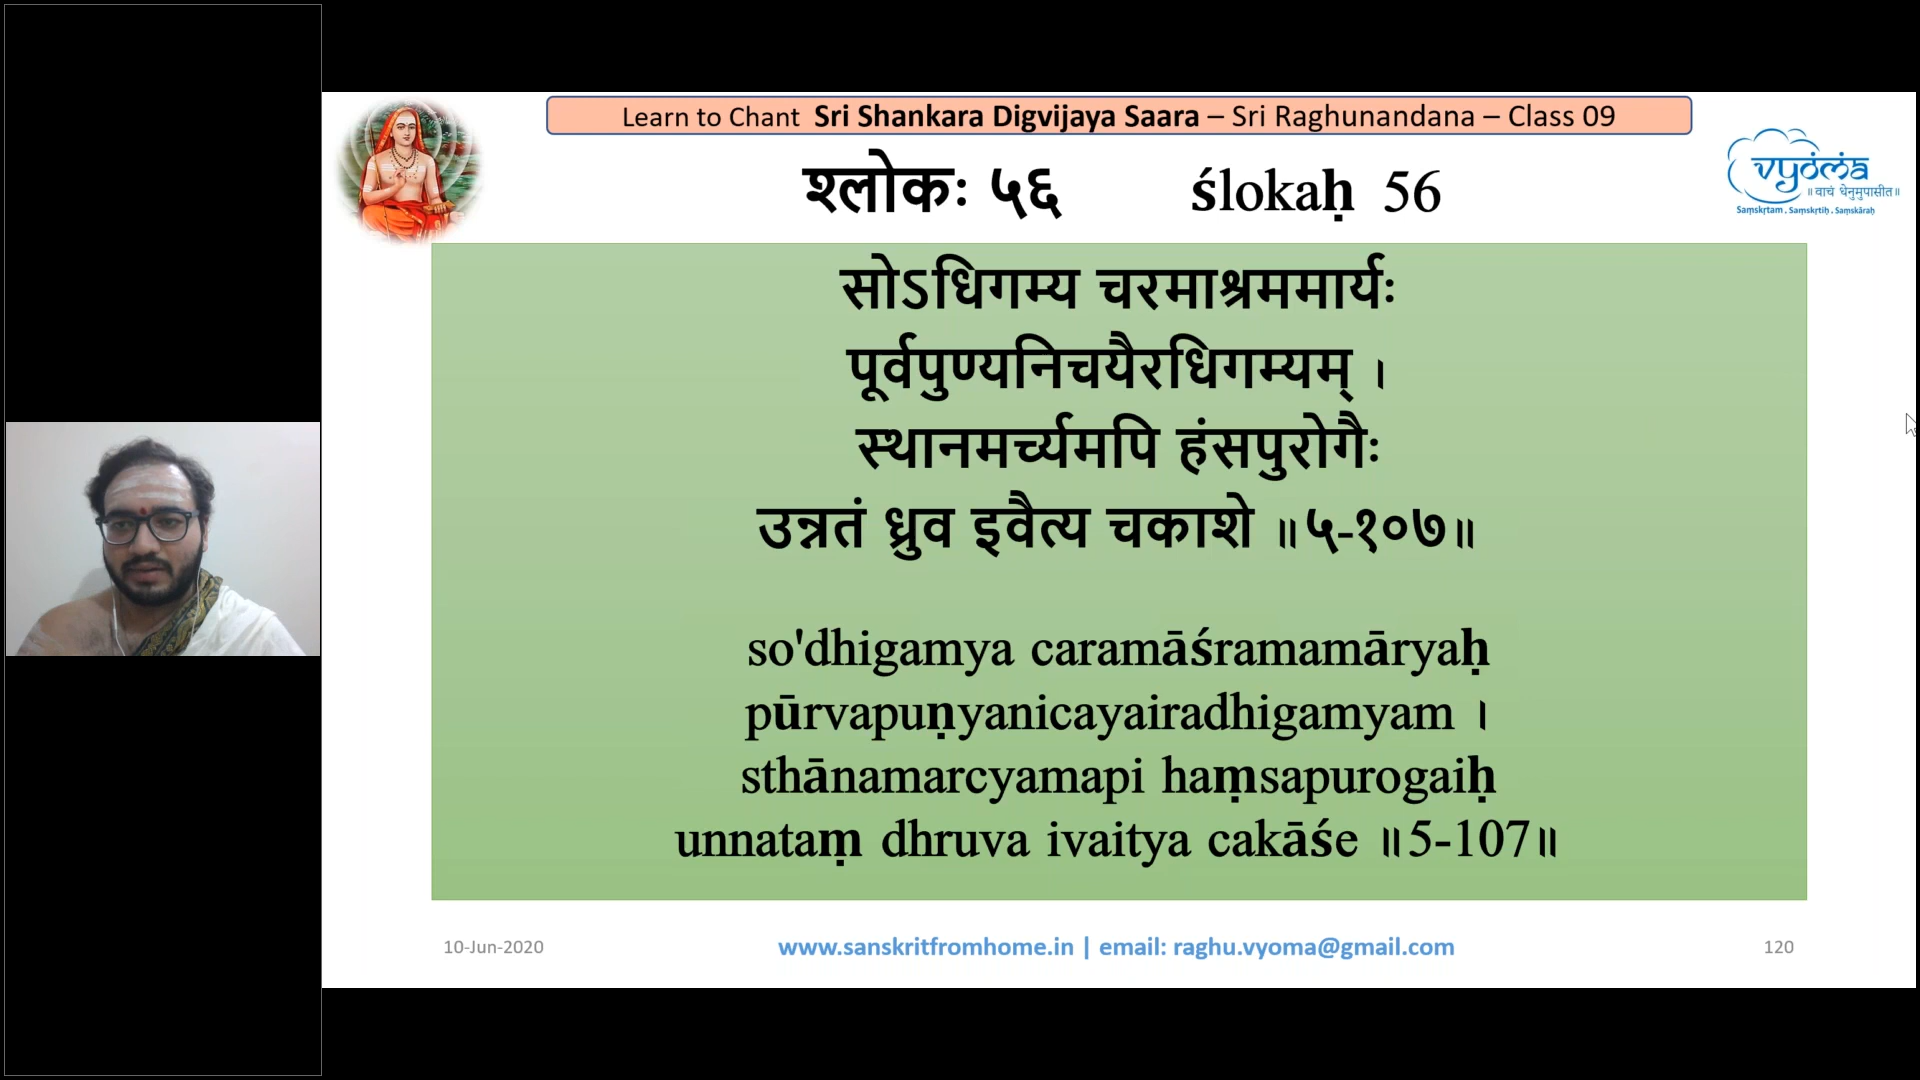 Learn to Chant Sri Shankara Digvijaya Saara – Sri Raghunandana – Class 09
vyoma
॥ वाचं धेनुमुपासीत॥
Saṃskṛtam . Saṃskṛtiḥ . Saṃskāraḥ
श्लोकः ५६ ślokaḥ 56
सोऽधिगम्य चरमाश्रममार्यः
पूर्वपुण्यनिचयैरधिगम्यम् ।
स्थानमर्च्यमपि हंसपुरोगैः
उन्नतं ध्रुव इवैत्य चकाशे ॥५-१०७॥
so'dhigamya caramāśramamāryaḥ
pūrvapuṇyanicayairadhigamyam ।
sthānamarcyamapi haṃsapurogaiḥ
unnataṃ dhruva ivaitya cakāśe ॥5-107॥
10-Jun-2020 www.sanskritfromhome.in | email: raghu.vyoma@gmail.com 120